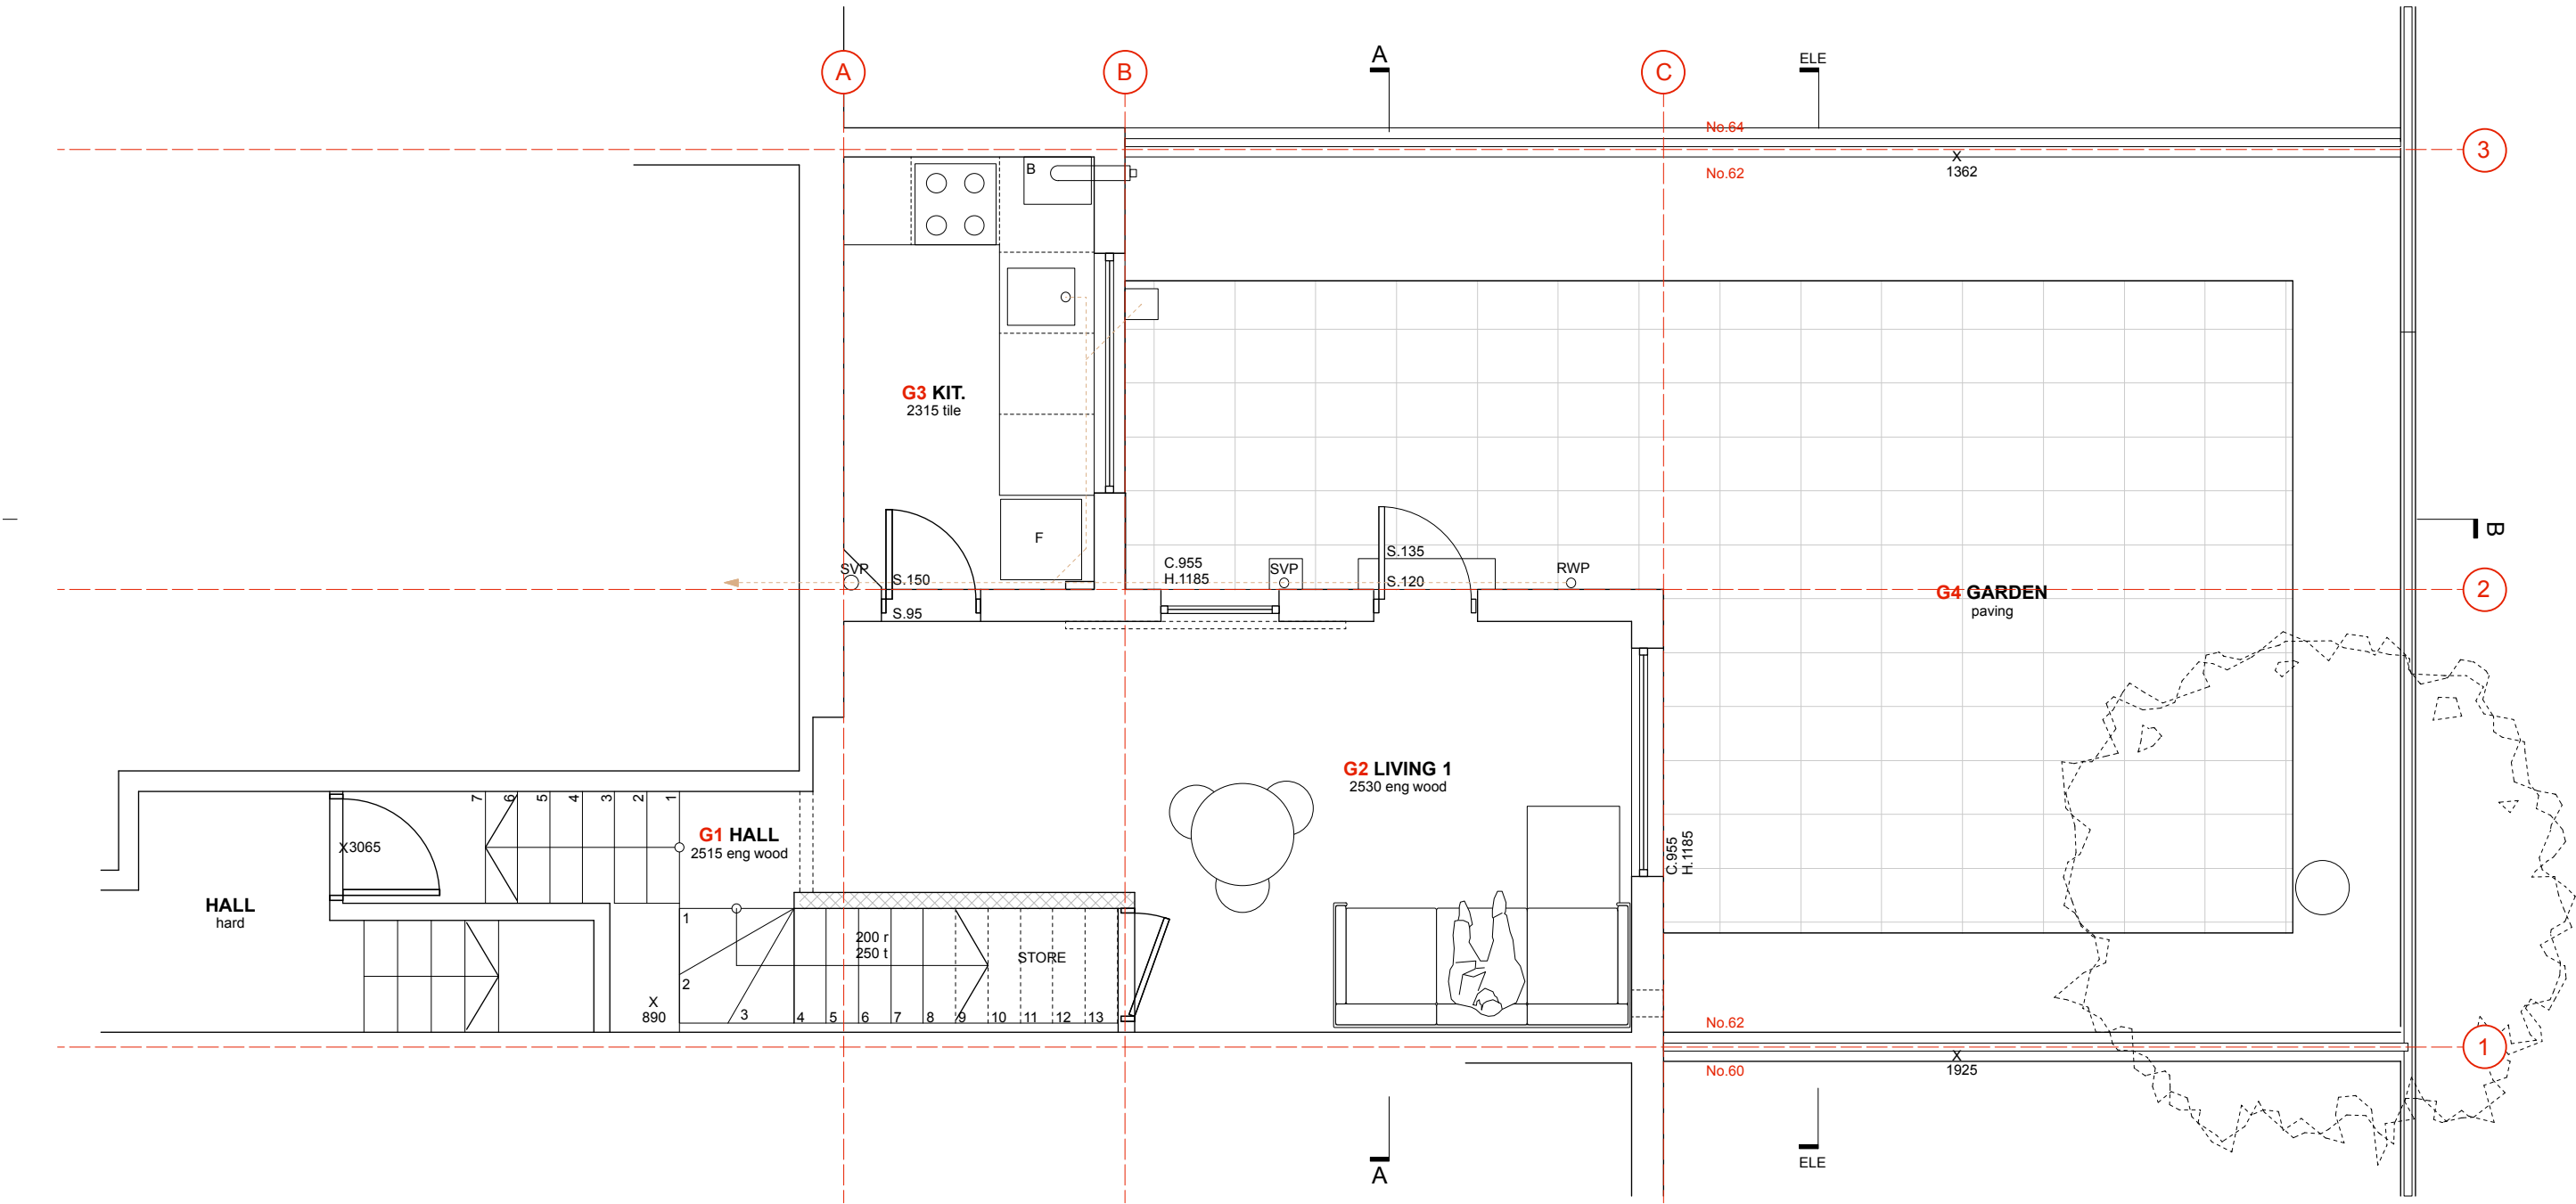 A
B
C
A
ELE
No.64
No.62
X
1362
3
B
G3 KIT.
2315 tile
F
SVP
S.150
S.95
C.955
H.1185
SVP
S.135
S.120
RWP
B
2
G4 GARDEN
paving
G2 LIVING 1
2530 eng wood
C.955
H.1185
7
6
5
4
3
2
1
G1 HALL
2515 eng wood
X3065
HALL
hard
1
2
3
200 r
250 t
STORE
X
890
4
5
6
7
8
9
10
11
12
13
No.62
No.60
X
1925
1
A
ELE